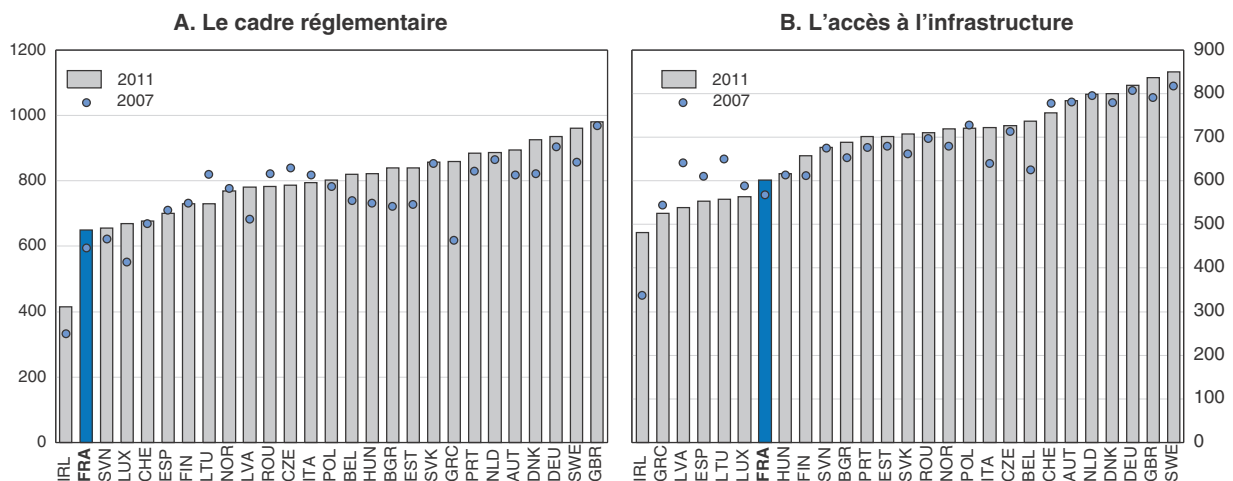 A. Le cadre réglementaire
1200
1000
800
600
400
200
0
2011
2007
IRL
FRA
SVN
LUX
CHE
ESP
FIN
LTU
NOR
LVA
ROU
CZE
ITA
POL
BEL
HUN
BGR
EST
SVK
GRC
PRT
NLD
AUT
DNK
DEU
SWE
GBR
B. L’accès à l’infrastructure
2011
2007
900
800
700
600
500
400
300
200
100
0
IRL
GRC
LVA
ESP
LTU
LUX
FRA
HUN
FIN
SVN
BGR
PRT
EST
SVK
ROU
NOR
POL
ITA
CZE
BEL
CHE
AUT
NLD
DNK
DEU
GBR
SWE